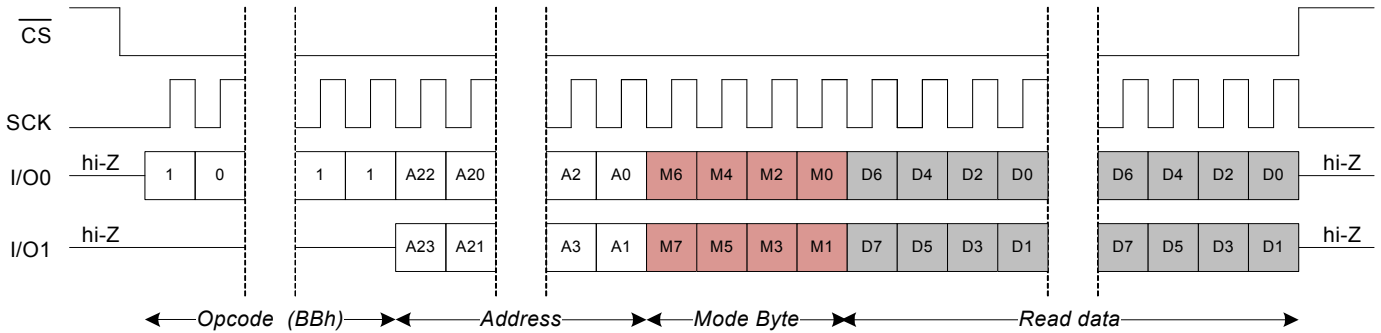 CS
SCK
hi-Z hi-Z
I/O0 1 0 1 1 A22 A20 A2 A0 M6 M4 M2 M0 D6 D4 D2 D0 D6 D4 D2 D0
hi-Z hi-Z
I/O1 A23 A21 A3 A1 M7 M5 M3 M1 D7 D5 D3 D1 D7 D5 D3 D1
Opcode (BBh) Address Mode Byte Read data